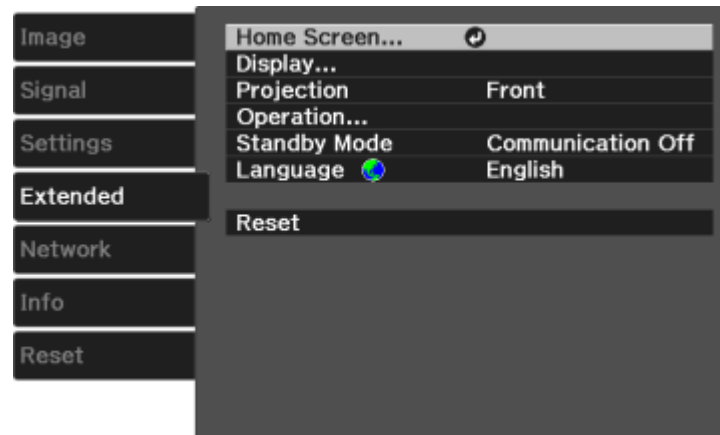 Image
Signal
Settings
Extended
Network
Info
Reset
Home Screen...
Display...
Projection Front
Operation...
Standby Mode Communication Off
Language English
Reset